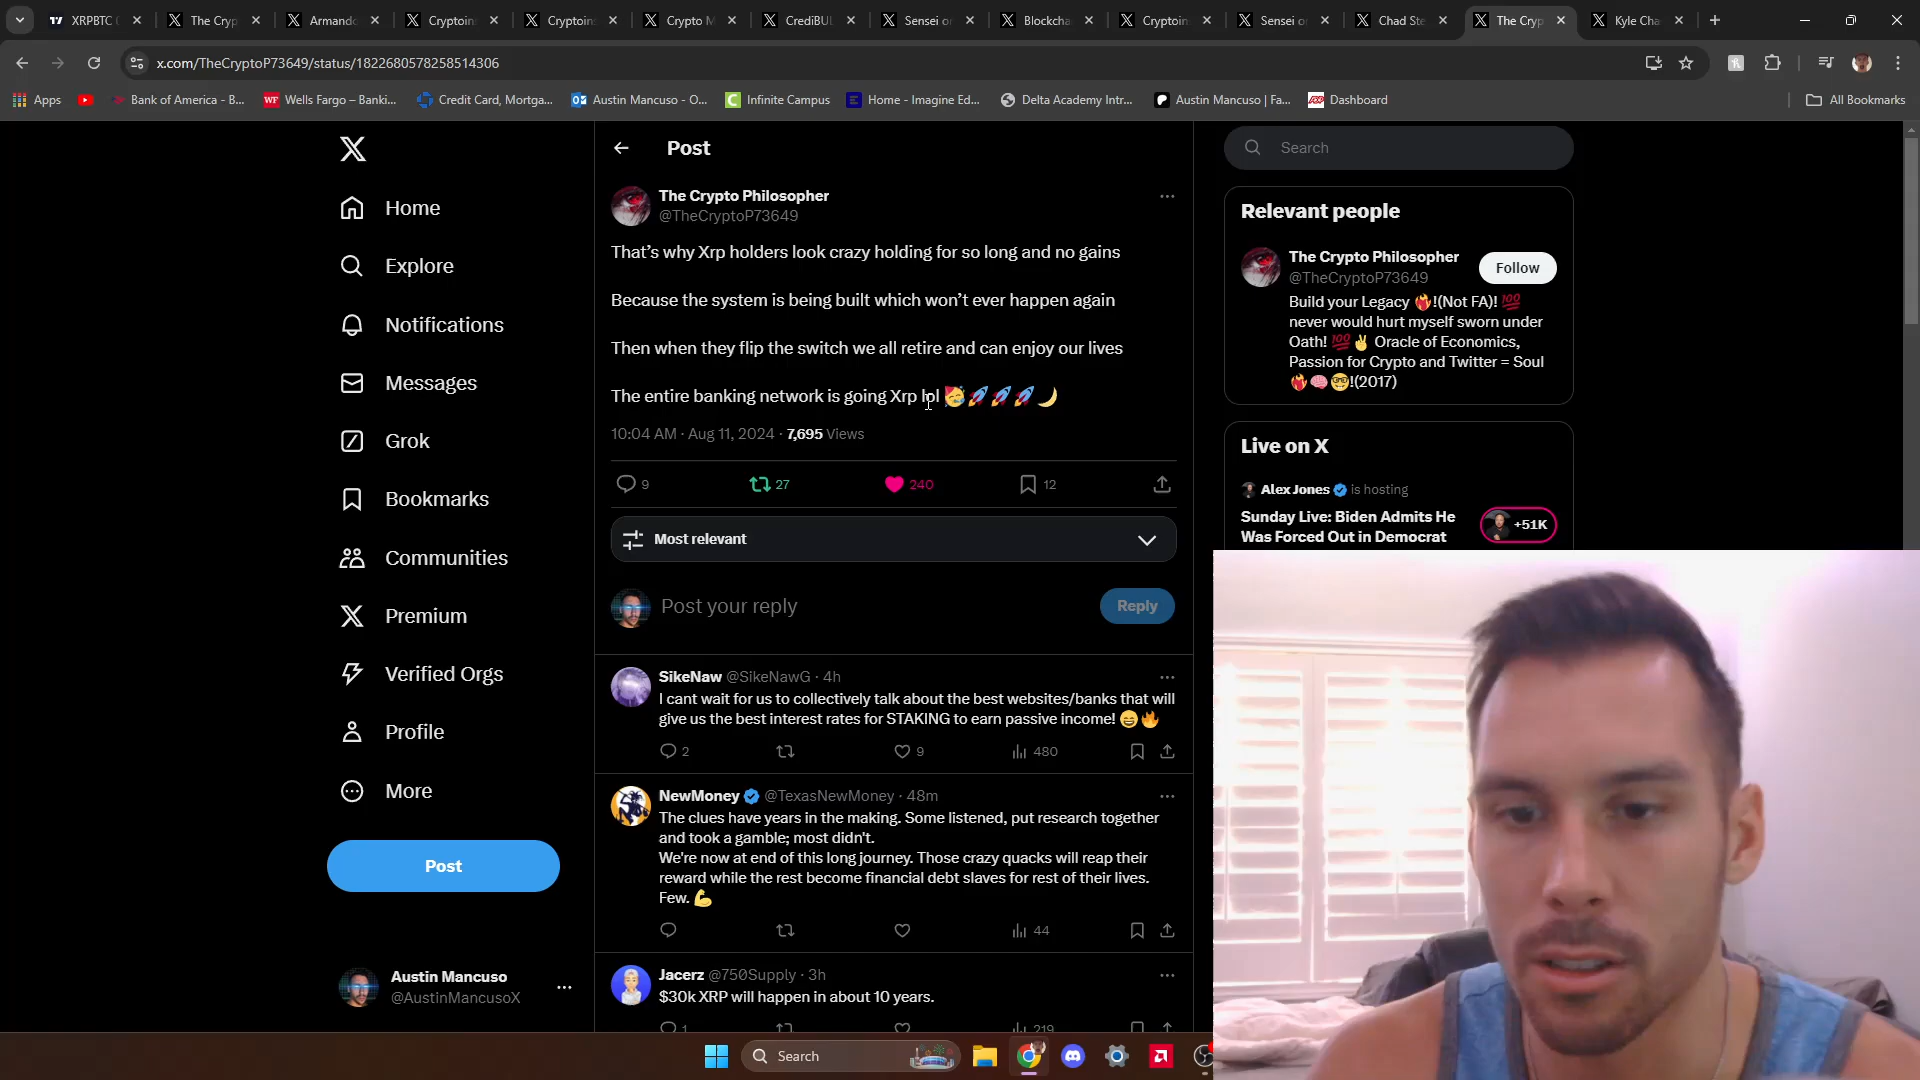 XRPBTC
The Cryp
Armando
Cryptoin
Cryptoin
Crypto M
CrediBUL
Sensei o
Blockcha
Cryptoin
Sensei o
Chad Ste
The Cryp
Kyle Cha
x.com/TheCryptoP73649/status/1822680578258514306
Apps
Bank of America - B...
WF Wells Fargo – Banki...
Credit Card, Mortga...
Austin Mancuso - O...
Infinite Campus
Home - Imagine Ed...
Delta Academy Intr...
Austin Mancuso | Fa...
Dashboard
All Bookmarks
Home
Explore
Notifications
Messages
Grok
Bookmarks
Communities
Premium
Verified Orgs
Profile
More
Post
Austin Mancuso
@AustinMancusoX
Post
The Crypto Philosopher
@TheCryptoP73649
That’s why Xrp holders look crazy holding for so long and no gains
Because the system is being built which won’t ever happen again
Then when they flip the switch we all retire and can enjoy our lives
The entire banking network is going Xrp lol 🥳🚀🚀🚀🌙
10:04 AM · Aug 11, 2024 · 7,695 Views
9 27 240 12
Most relevant
Post your reply
Reply
SikeNaw @SikeNawG · 4h
I cant wait for us to collectively talk about the best websites/banks that will
give us the best interest rates for STAKING to earn passive income! 😄🔥
2 9 480
NewMoney @TexasNewMoney · 48m
The clues have years in the making. Some listened, put research together
and took a gamble; most didn't.
We're now at end of this long journey. Those crazy quacks will reap their
reward while the rest become financial debt slaves for rest of their lives.
Few. 💪
44
Jacerz @750Supply · 3h
$30k XRP will happen in about 10 years.
1 219
Search
Relevant people
The Crypto Philosopher
@TheCryptoP73649
Follow
Build your Legacy ❤️‍🔥!(Not FA)! 💯
never would hurt myself sworn under
Oath! 💯✌️ Oracle of Economics,
Passion for Crypto and Twitter = Soul
❤️‍🔥🧠🤓!(2017)
Live on X
Alex Jones is hosting
Sunday Live: Biden Admits He
Was Forced Out in Democrat
+51K
Search